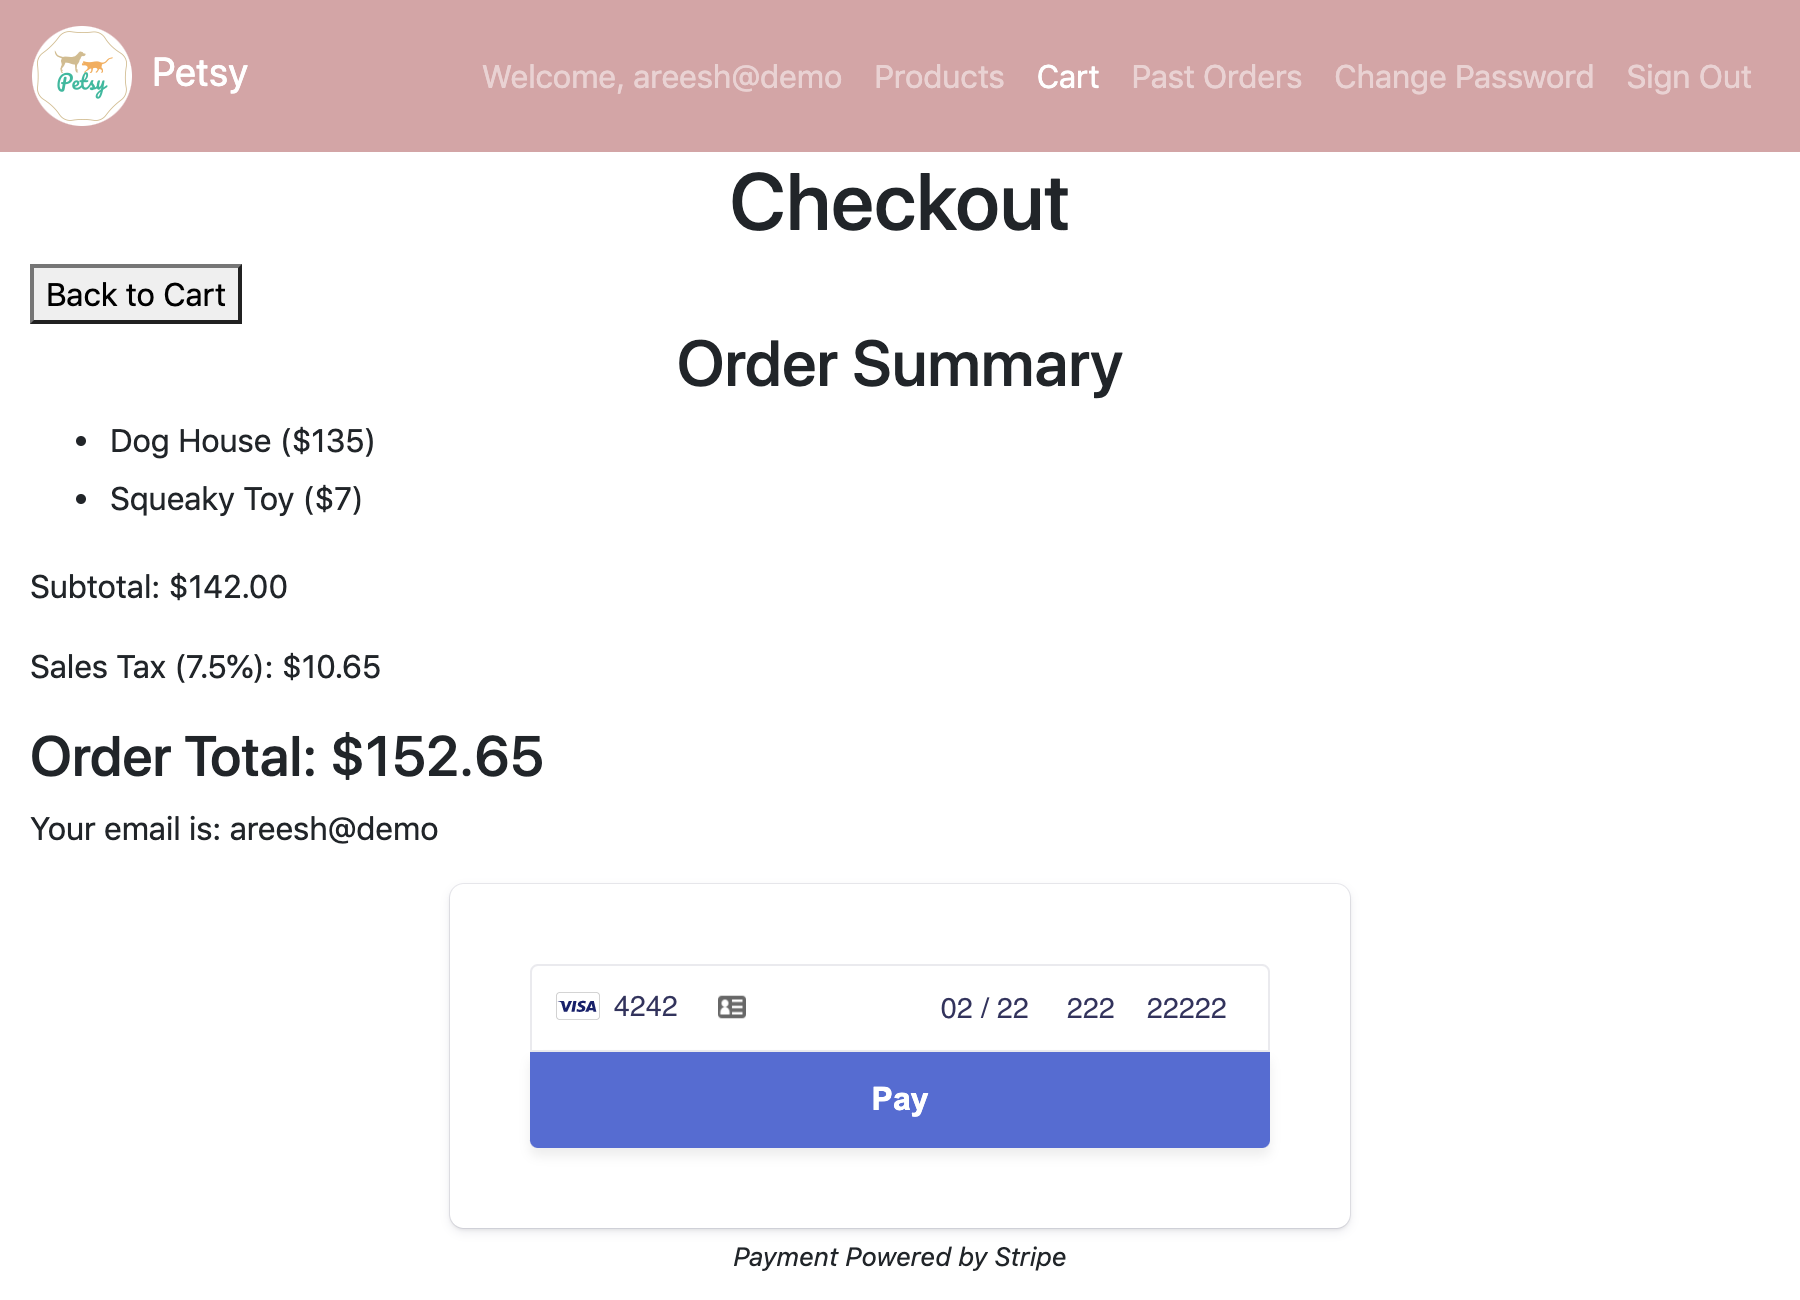 Petsy
Petsy Welcome, areesh@demo Products Cart Past Orders Change Password Sign Out
Checkout
Back to Cart
Order Summary
• Dog House ($135)
• Squeaky Toy ($7)
Subtotal: $142.00
Sales Tax (7.5%): $10.65
Order Total: $152.65
Your email is: areesh@demo
VISA 4242 02 / 22 222 22222
Pay
Payment Powered by Stripe